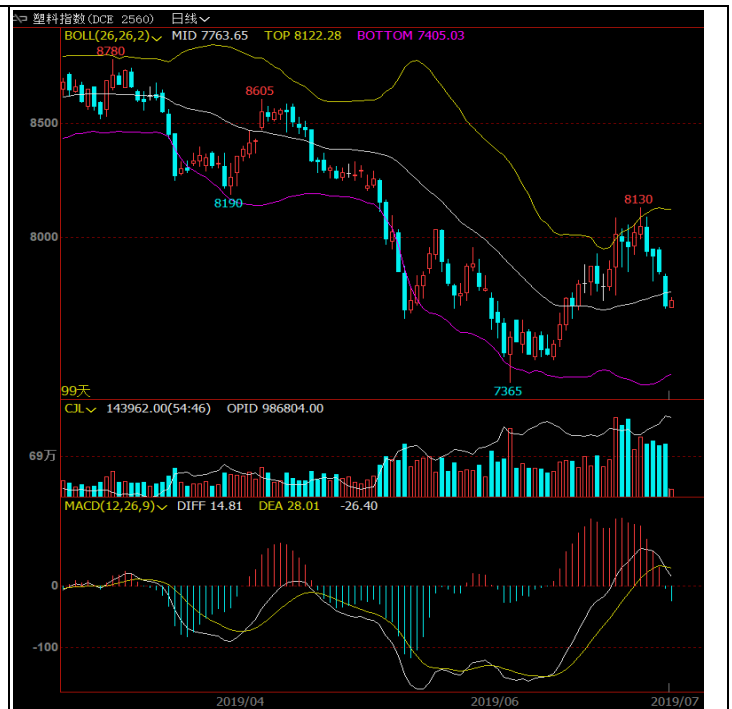 塑料指数(DCE 2560) 日线
BOLL(26,26,2) MID 7763.65 TOP 8122.28 BOTTOM 7405.03
8780
8605
8500
8190
8130
8000
7365
99天
CJL 143962.00(54:46) OPID 986804.00
69万
MACD(12,26,9) DIFF 14.81 DEA 28.01 -26.40
0
-100
2019/04 2019/06 2019/07